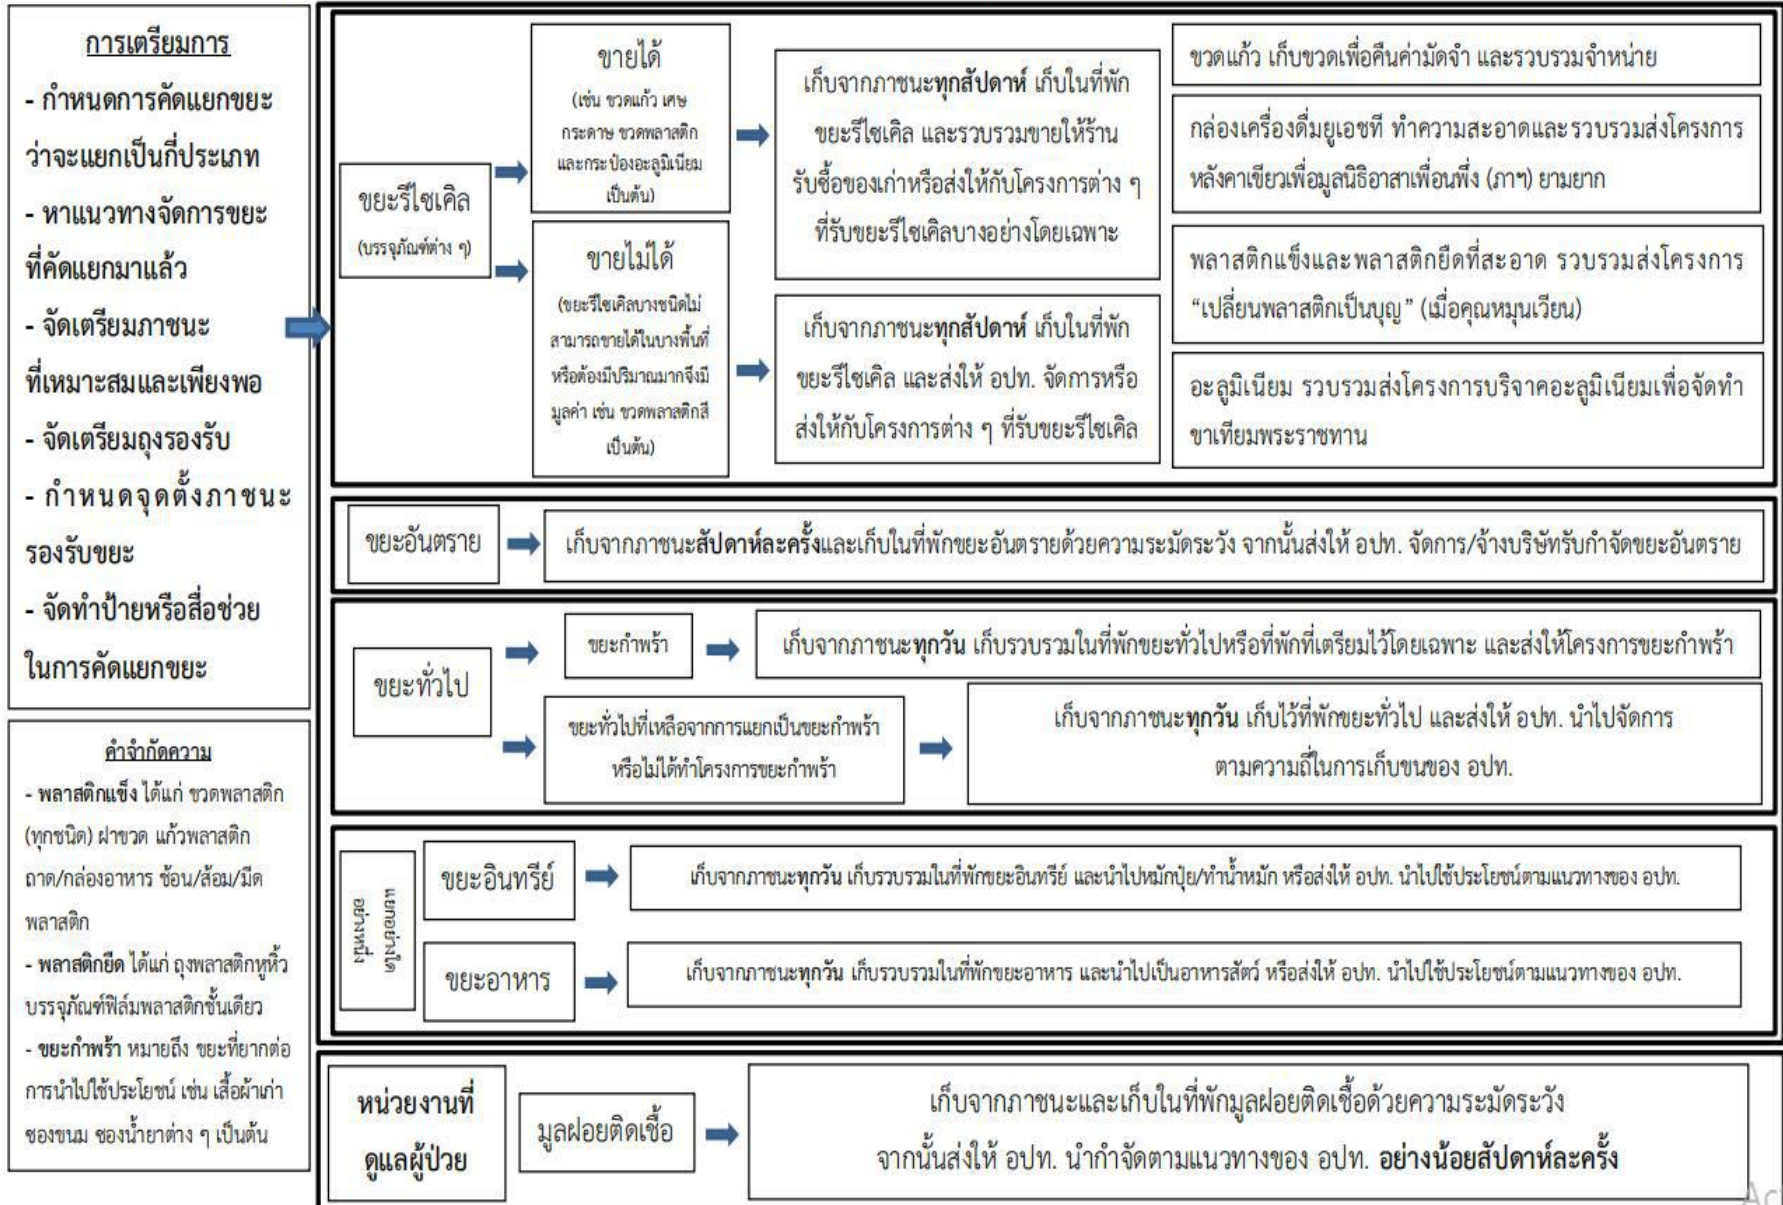 การเตรียมการ
- กำหนดการคัดแยกขยะ
ว่าจะแยกเป็นกี่ประเภท
- หาแนวทางจัดการขยะ
ที่คัดแยกมาแล้ว
- จัดเตรียมภาชนะ
ที่เหมาะสมและเพียงพอ
- จัดเตรียมถุงรองรับ
- กำหนดจุดตั้งภาชนะ
รองรับขยะ
- จัดทำป้ายหรือสื่อช่วย
ในการคัดแยกขยะ
คำจำกัดความ
- พลาสติกแข็ง ได้แก่ ขวดพลาสติก
(ทุกชนิด) ฝาขวด แก้วพลาสติก
ถาด/กล่องอาหาร ช้อน/ส้อม/มีด
พลาสติก
- พลาสติกยืด ได้แก่ ถุงพลาสติกหูหิ้ว
บรรจุภัณฑ์ฟิล์มพลาสติกชั้นเดียว
- ขยะกำพร้า หมายถึง ขยะที่ยากต่อ
การนำไปใช้ประโยชน์ เช่น เสื้อผ้าเก่า
ซองขนม ซองน้ำยาต่าง ๆ เป็นต้น
ขยะรีไซเคิล
(บรรจุภัณฑ์ต่าง ๆ)
ขายได้
(เช่น ขวดแก้ว เศษ
กระดาษ ขวดพลาสติก
และกระป๋องอะลูมิเนียม
เป็นต้น)
เก็บจากภาชนะทุกสัปดาห์ เก็บในที่พัก
ขยะรีไซเคิล และรวบรวมขายให้ร้าน
รับซื้อของเก่าหรือส่งให้กับโครงการต่าง ๆ
ที่รับขยะรีไซเคิลบางอย่างโดยเฉพาะ
ขายไม่ได้
(ขยะรีไซเคิลบางชนิดไม่
สามารถขายได้ในบางพื้นที่
หรือต้องมีปริมาณมากจึงมี
มูลค่า เช่น ขวดพลาสติกสี
เป็นต้น)
เก็บจากภาชนะทุกสัปดาห์ เก็บในที่พัก
ขยะรีไซเคิล และส่งให้ อปท. จัดการหรือ
ส่งให้กับโครงการต่าง ๆ ที่รับขยะรีไซเคิล
ขวดแก้ว เก็บขวดเพื่อคืนค่ามัดจำ และรวบรวมจำหน่าย
กล่องเครื่องดื่มยูเอชที ทำความสะอาดและรวบรวมส่งโครงการ
หลังคาเขียวเพื่อมูลนิธิอาสาเพื่อนพึ่ง (ภาฯ) ยามยาก
พลาสติกแข็งและพลาสติกยืดที่สะอาด รวบรวมส่งโครงการ
“เปลี่ยนพลาสติกเป็นบุญ” (เมื่อคุณหมุนเวียน)
อะลูมิเนียม รวบรวมส่งโครงการบริจาคอะลูมิเนียมเพื่อจัดทำ
ขาเทียมพระราชทาน
ขยะอันตราย
เก็บจากภาชนะสัปดาห์ละครั้งและเก็บในที่พักขยะอันตรายด้วยความระมัดระวัง จากนั้นส่งให้ อปท. จัดการ/จ้างบริษัทรับกำจัดขยะอันตราย
ขยะทั่วไป
ขยะกำพร้า
เก็บจากภาชนะทุกวัน เก็บรวบรวมในที่พักขยะทั่วไปหรือที่พักที่เตรียมไว้โดยเฉพาะ และส่งให้โครงการขยะกำพร้า
ขยะทั่วไปที่เหลือจากการแยกเป็นขยะกำพร้า
หรือไม่ได้ทำโครงการขยะกำพร้า
เก็บจากภาชนะทุกวัน เก็บไว้ที่พักขยะทั่วไป และส่งให้ อปท. นำไปจัดการ
ตามความถี่ในการเก็บขนของ อปท.
แยกอย่างใด
อย่างหนึ่ง
ขยะอินทรีย์
เก็บจากภาชนะทุกวัน เก็บรวบรวมในที่พักขยะอินทรีย์ และนำไปหมักปุ๋ย/ทำน้ำหมัก หรือส่งให้ อปท. นำไปใช้ประโยชน์ตามแนวทางของ อปท.
ขยะอาหาร
เก็บจากภาชนะทุกวัน เก็บรวบรวมในที่พักขยะอาหาร และนำไปเป็นอาหารสัตว์ หรือส่งให้ อปท. นำไปใช้ประโยชน์ตามแนวทางของ อปท.
หน่วยงานที่
ดูแลผู้ป่วย
มูลฝอยติดเชื้อ
เก็บจากภาชนะและเก็บในที่พักมูลฝอยติดเชื้อด้วยความระมัดระวัง
จากนั้นส่งให้ อปท. นำกำจัดตามแนวทางของ อปท. อย่างน้อยสัปดาห์ละครั้ง